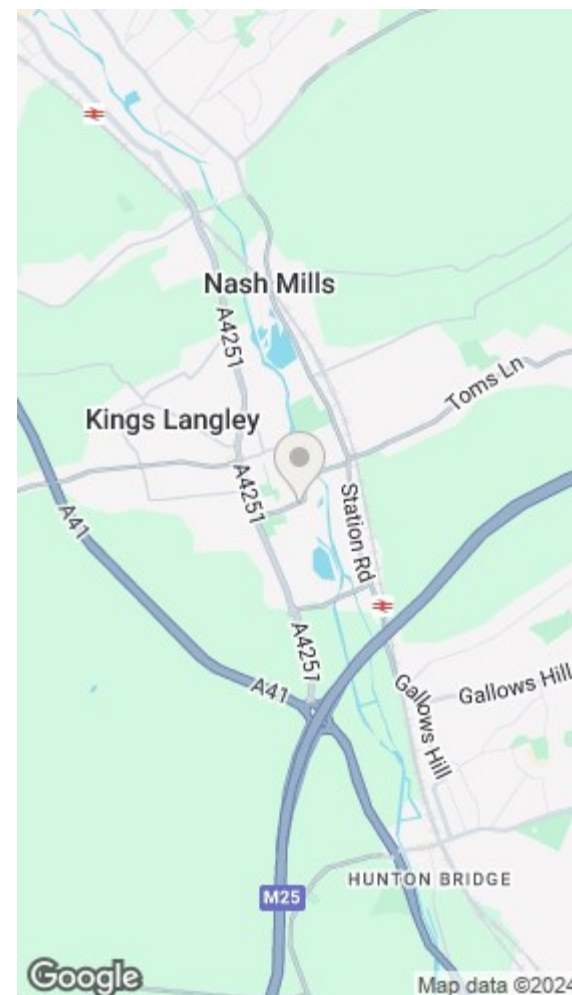 Nash Mills
A4251
Toms Ln
Kings Langley
A4251
A41
Station Rd
A4251
A41
Gallows Hill
Gallows Hill
HUNTON BRIDGE
M25
Google
Map data ©2024